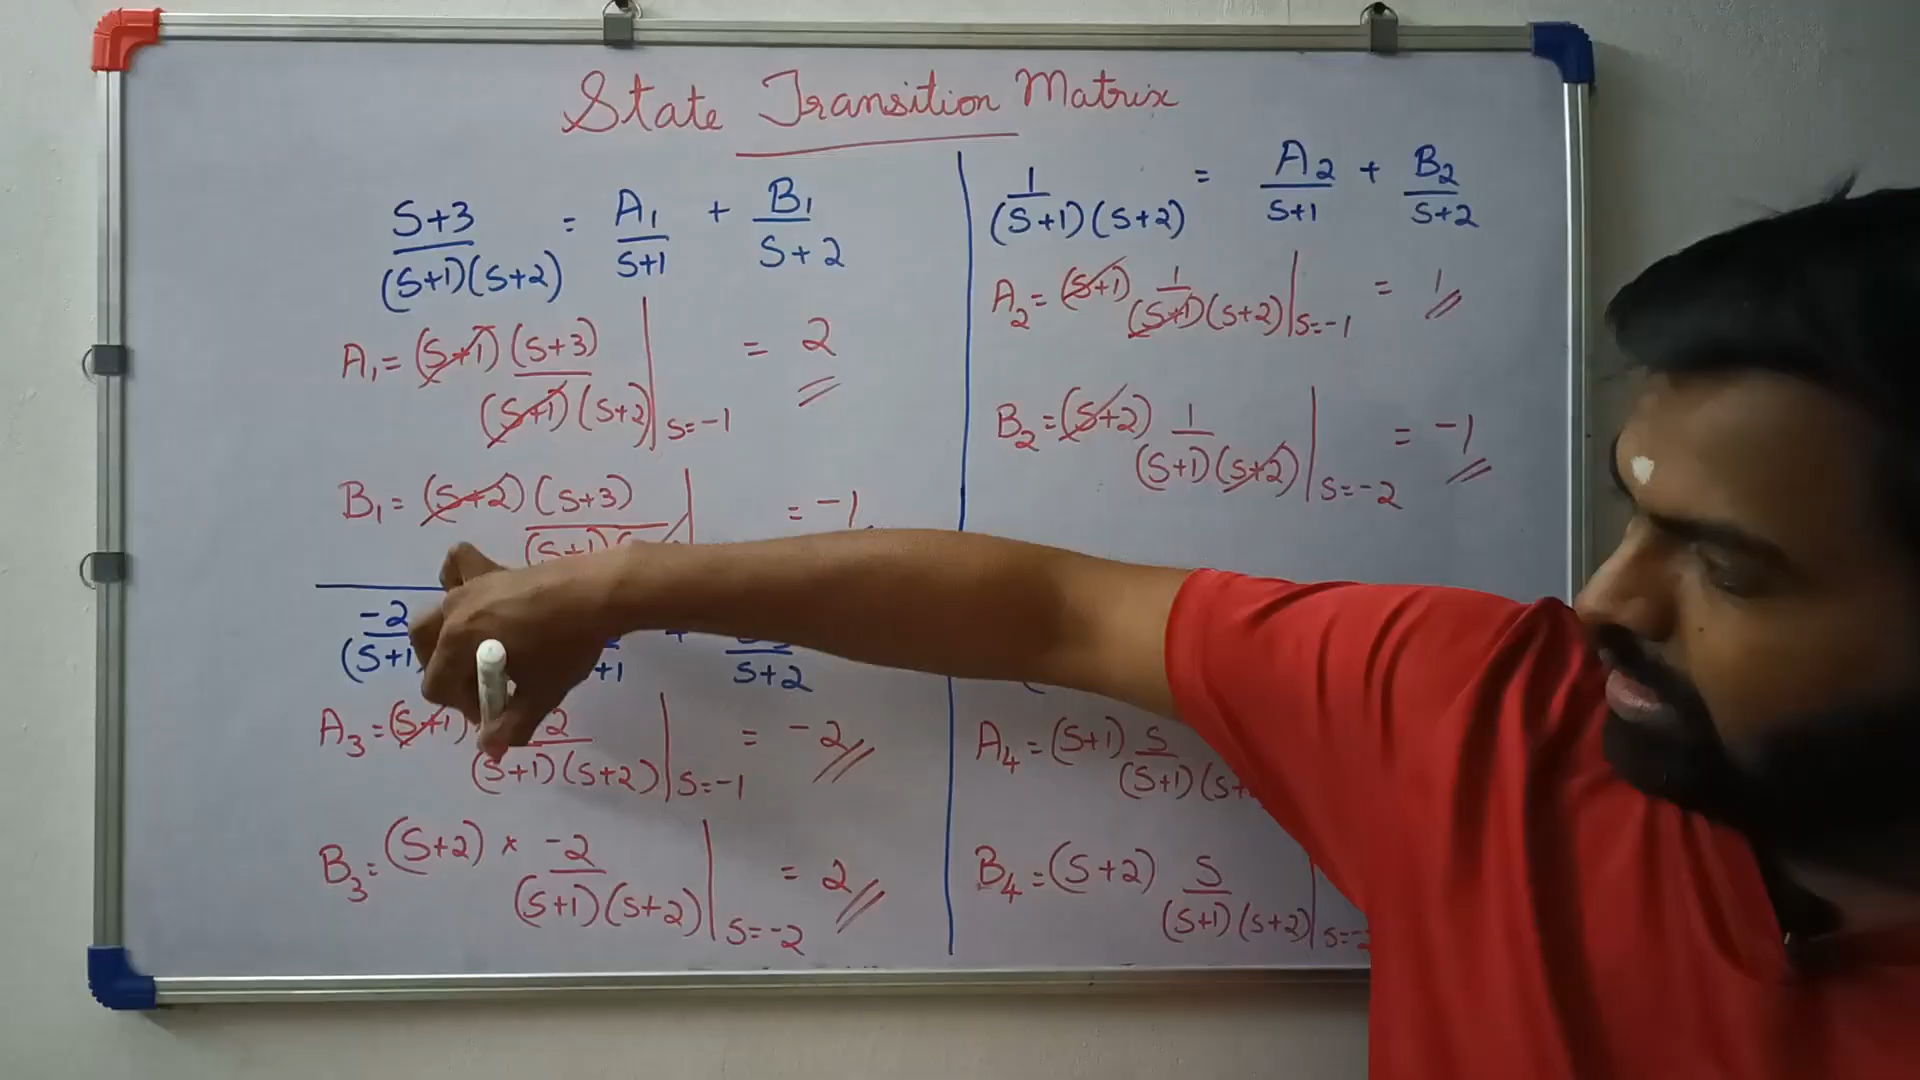 State Transition Matrix
S+3 / (S+1)(S+2) = A₁ / S+1 + B₁ / S+2
A₁ = (S+1) (S+3) / (S+1)(S+2) | S=-1 = 2
B₁ = (S+2) (S+3) / (S+1)( = -1
-2 / (S+1) +1 + / S+2
A₃ = (S+1) 2 / (S+1)(S+2) | S=-1 = -2
B₃ = (S+2) × -2 / (S+1)(S+2) | S=-2 = 2
1 / (S+1)(S+2) = A₂ / S+1 + B₂ / S+2
A₂ = (S+1) 1 / (S+1)(S+2) | S=-1 = 1
B₂ = (S+2) 1 / (S+1)(S+2) | S=-2 = -1
A₄ = (S+1) S / (S+1)(S+
B₄ = (S+2) S / (S+1)(S+2) | S=-2